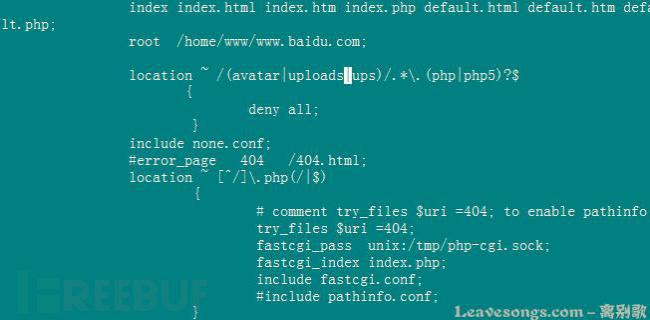 index index.html index.htm index.php default.html default.htm defau
lt.php;
root /home/www/www.baidu.com;
location ~ /(avatar|uploads|ups)/.*\.(php|php5)?$
{
deny all;
}
include none.conf;
#error_page 404 /404.html;
location ~ [^/]\.php(/|$)
{
# comment try_files $uri =404; to enable pathinfo
try_files $uri =404;
fastcgi_pass unix:/tmp/php-cgi.sock;
fastcgi_index index.php;
include fastcgi.conf;
#include pathinfo.conf;
}
FREEBUF
Leavesongs.com - 离别歌